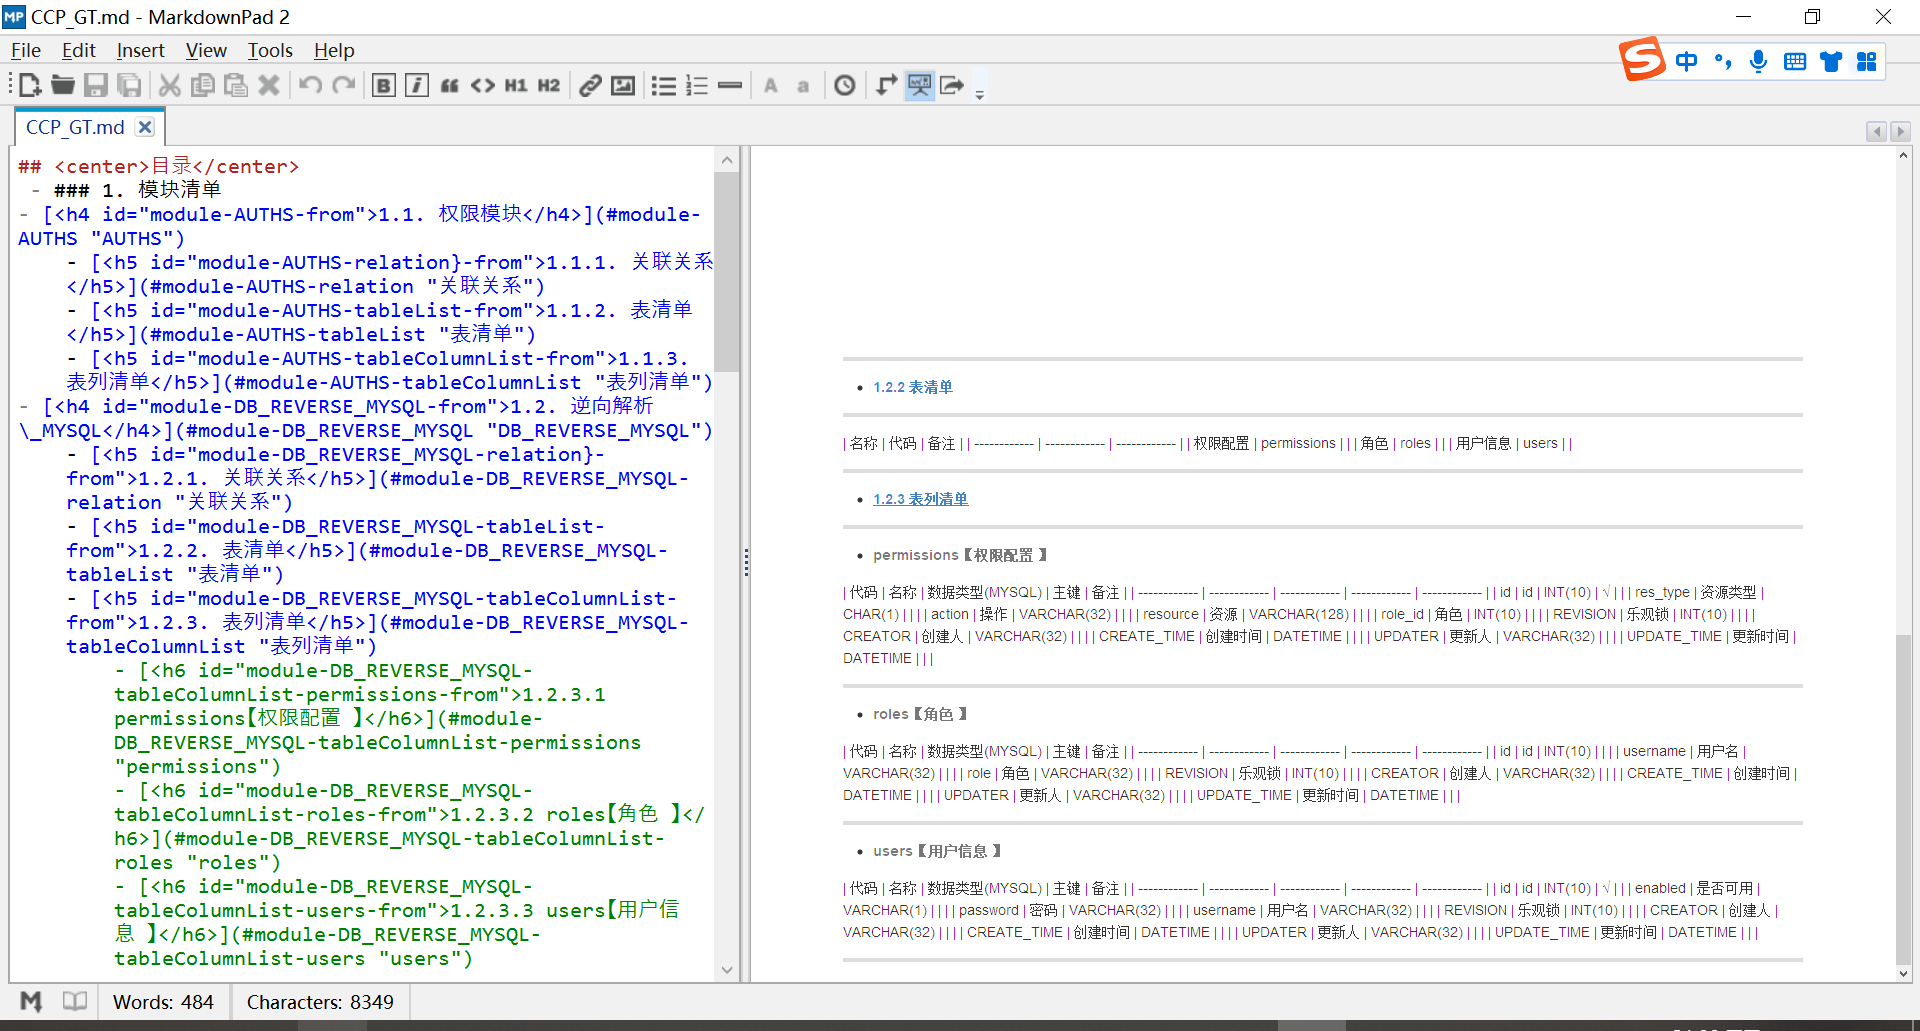 CCP_GT.md - MarkdownPad 2
File Edit Insert View Tools Help
中
B i H1 H2 A a
CCP_GT.md
## <center>目录</center>
- ### 1. 模块清单
- [<h4 id="module-AUTHS-from">1.1. 权限模块</h4>](#module-
AUTHS "AUTHS")
- [<h5 id="module-AUTHS-relation}-from">1.1.1. 关联关系
</h5>](#module-AUTHS-relation "关联关系")
- [<h5 id="module-AUTHS-tableList-from">1.1.2. 表清单
</h5>](#module-AUTHS-tableList "表清单")
- [<h5 id="module-AUTHS-tableColumnList-from">1.1.3.
表列清单</h5>](#module-AUTHS-tableColumnList "表列清单")
- [<h4 id="module-DB_REVERSE_MYSQL-from">1.2. 逆向解析
\_MYSQL</h4>](#module-DB_REVERSE_MYSQL "DB_REVERSE_MYSQL")
- [<h5 id="module-DB_REVERSE_MYSQL-relation}-
from">1.2.1. 关联关系</h5>](#module-DB_REVERSE_MYSQL-
relation "关联关系")
- [<h5 id="module-DB_REVERSE_MYSQL-tableList-
from">1.2.2. 表清单</h5>](#module-DB_REVERSE_MYSQL-
tableList "表清单")
- [<h5 id="module-DB_REVERSE_MYSQL-tableColumnList-
from">1.2.3. 表列清单</h5>](#module-DB_REVERSE_MYSQL-
tableColumnList "表列清单")
- [<h6 id="module-DB_REVERSE_MYSQL-
tableColumnList-permissions-from">1.2.3.1
permissions【权限配置 】</h6>](#module-
DB_REVERSE_MYSQL-tableColumnList-permissions
"permissions")
- [<h6 id="module-DB_REVERSE_MYSQL-
tableColumnList-roles-from">1.2.3.2 roles【角色 】</
h6>](#module-DB_REVERSE_MYSQL-tableColumnList-
roles "roles")
- [<h6 id="module-DB_REVERSE_MYSQL-
tableColumnList-users-from">1.2.3.3 users【用户信
息 】</h6>](#module-DB_REVERSE_MYSQL-
tableColumnList-users "users")
• 1.2.2 表清单
| 名称 | 代码 | 备注 | | ------------ | ------------ | ------------ | | 权限配置 | permissions | | | 角色 | roles | | | 用户信息 | users | |
• 1.2.3 表列清单
• permissions【权限配置 】
| 代码 | 名称 | 数据类型(MYSQL) | 主键 | 备注 | | ------------ | ------------ | ------------ | ------------ | ------------ | | id | id | INT(10) | √ | | | res_type | 资源类型 |
CHAR(1) | | | | action | 操作 | VARCHAR(32) | | | | resource | 资源 | VARCHAR(128) | | | | role_id | 角色 | INT(10) | | | | REVISION | 乐观锁 | INT(10) | | | |
CREATOR | 创建人 | VARCHAR(32) | | | | CREATE_TIME | 创建时间 | DATETIME | | | | UPDATER | 更新人 | VARCHAR(32) | | | | UPDATE_TIME | 更新时间 |
DATETIME | | |
• roles【角色 】
| 代码 | 名称 | 数据类型(MYSQL) | 主键 | 备注 | | ------------ | ------------ | ------------ | ------------ | ------------ | | id | id | INT(10) | | | | username | 用户名 |
VARCHAR(32) | | | | role | 角色 | VARCHAR(32) | | | | REVISION | 乐观锁 | INT(10) | | | | CREATOR | 创建人 | VARCHAR(32) | | | | CREATE_TIME | 创建时间 |
DATETIME | | | | UPDATER | 更新人 | VARCHAR(32) | | | | UPDATE_TIME | 更新时间 | DATETIME | | |
• users【用户信息 】
| 代码 | 名称 | 数据类型(MYSQL) | 主键 | 备注 | | ------------ | ------------ | ------------ | ------------ | ------------ | | id | id | INT(10) | √ | | | enabled | 是否可用 |
VARCHAR(1) | | | | password | 密码 | VARCHAR(32) | | | | username | 用户名 | VARCHAR(32) | | | | REVISION | 乐观锁 | INT(10) | | | | CREATOR | 创建人 |
VARCHAR(32) | | | | CREATE_TIME | 创建时间 | DATETIME | | | | UPDATER | 更新人 | VARCHAR(32) | | | | UPDATE_TIME | 更新时间 | DATETIME | | |
Words: 484 Characters: 8349